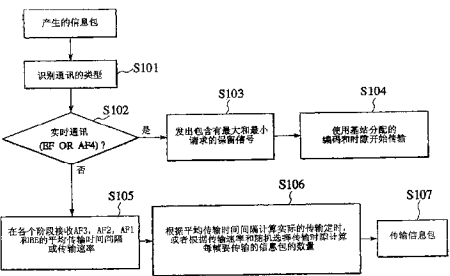 产生的信息包
识别通讯的类型
S101
S102
实时通讯
(EF OR AF4)?
是
否
S103
发出包含有最大和最小
请求的保留信号
S104
使用基站分配的
编码和时隙开始传输
S105
在各个阶段接收AF3, AF2, AF1
和BE的平均传输时间间隔
或传输速率
S106
根据平均传输时间间隔计算实际的传输定时,
或者根据传输速率和随机选择传输时隙计算
每帧要传输的信息包的数量
S107
传输信息包